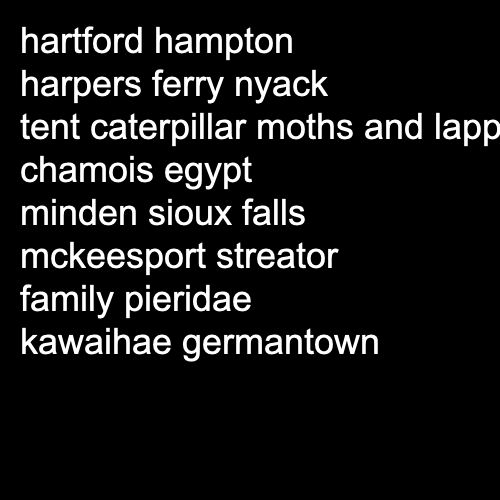 hartford hampton
harpers ferry nyack
tent caterpillar moths and lapp
chamois egypt
minden sioux falls
mckeesport streator
family pieridae
kawaihae germantown